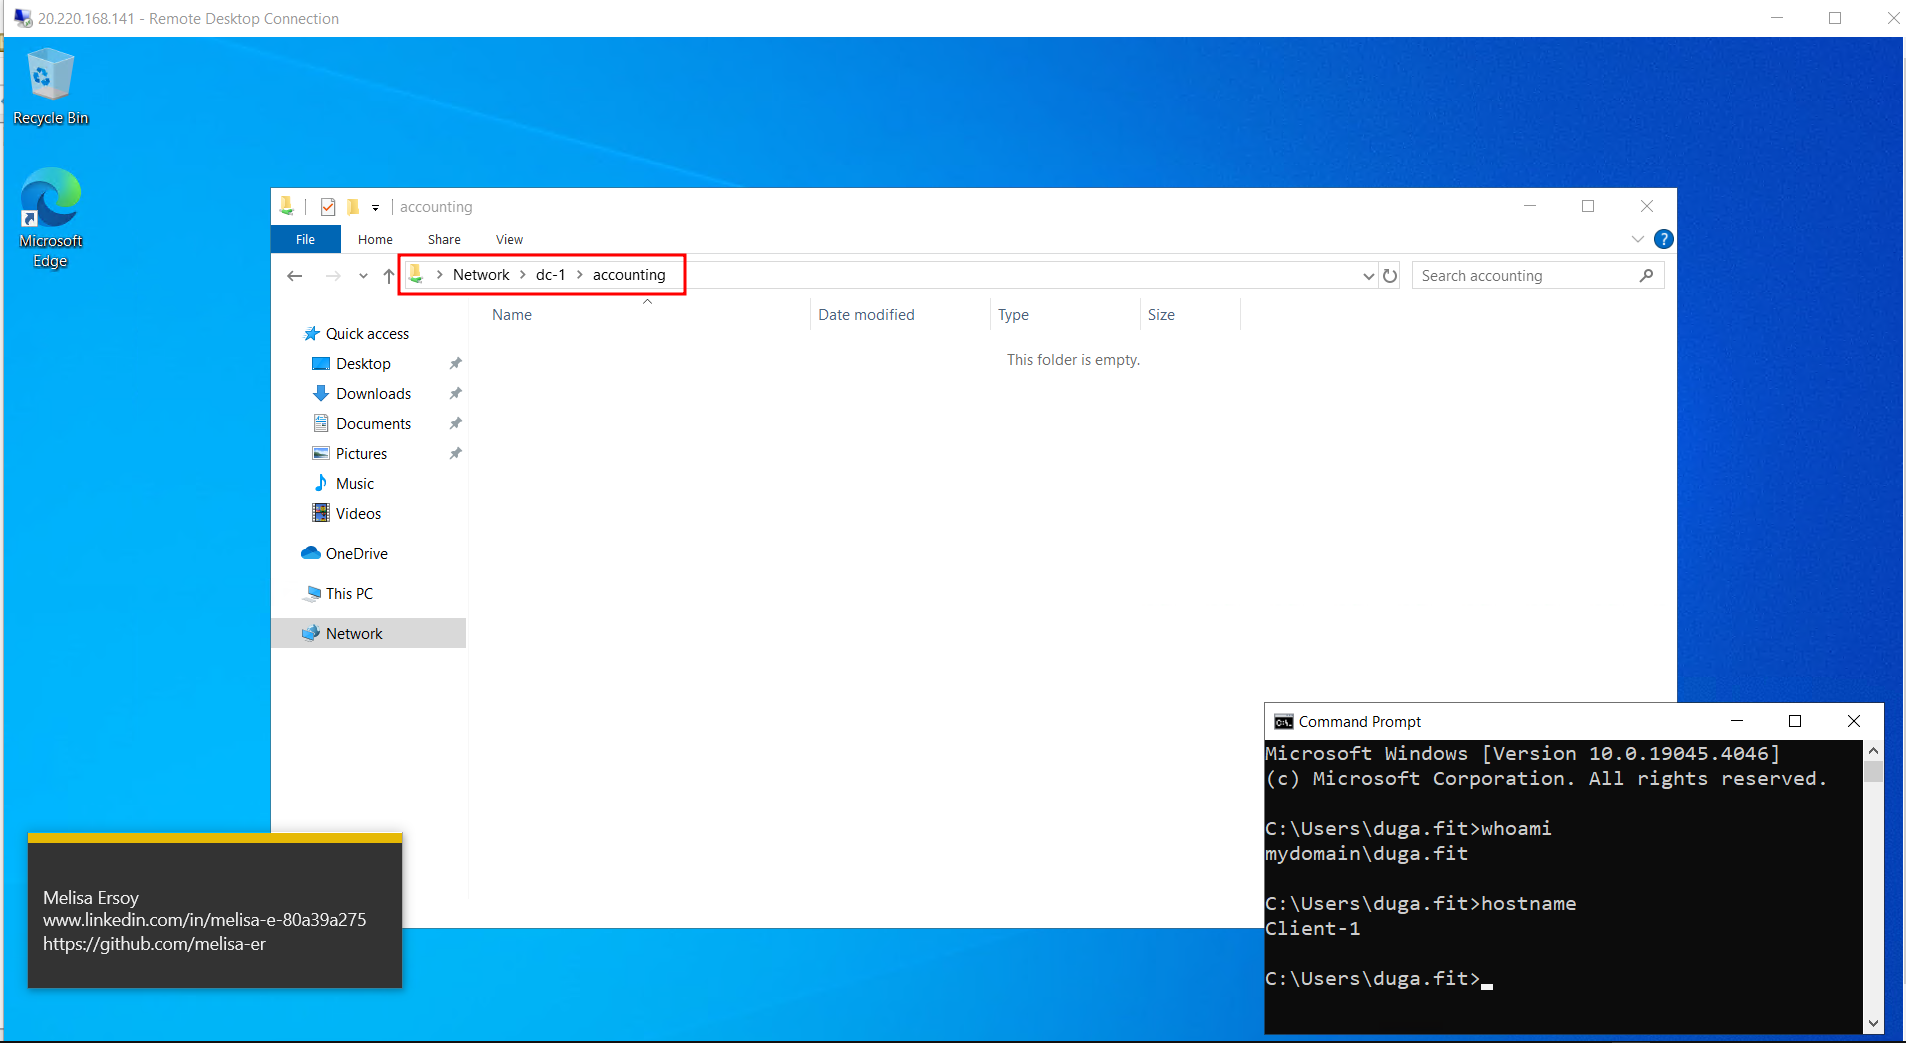 20.220.168.141 - Remote Desktop Connection
Recycle Bin
Microsoft
Edge
accounting
File Home Share View
Network dc-1 accounting
Search accounting
Name Date modified Type Size
This folder is empty.
Quick access
Desktop
Downloads
Documents
Pictures
Music
Videos
OneDrive
This PC
Network
Command Prompt
Microsoft Windows [Version 10.0.19045.4046]
(c) Microsoft Corporation. All rights reserved.
C:\Users\duga.fit>whoami
mydomain\duga.fit
C:\Users\duga.fit>hostname
Client-1
C:\Users\duga.fit>
Melisa Ersoy
www.linkedin.com/in/melisa-e-80a39a275
https://github.com/melisa-er